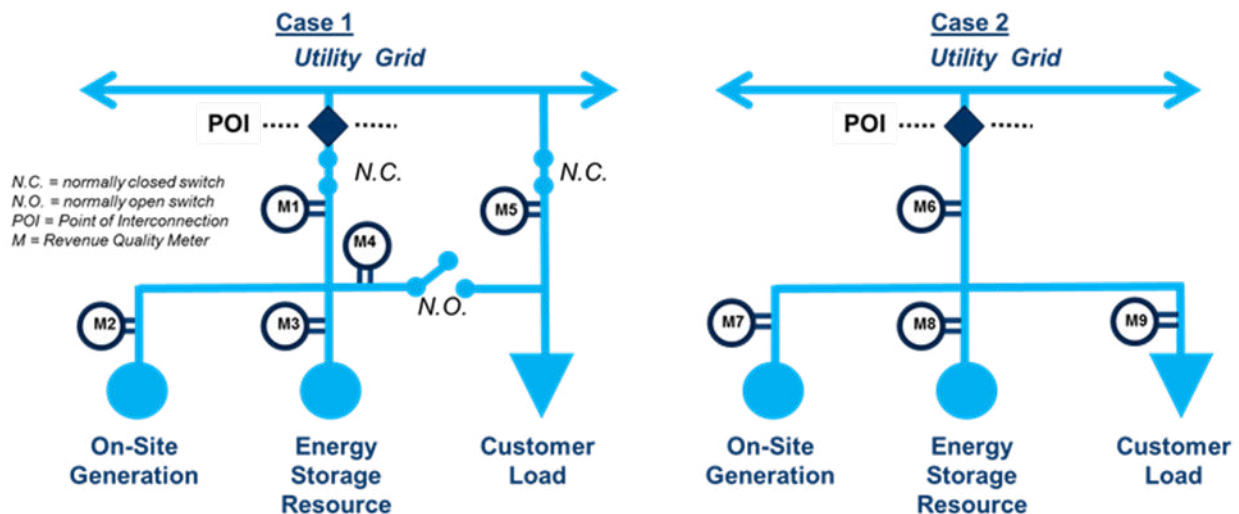 Case 1
Utility Grid
POI
N.C.
N.C.
N.C. = normally closed switch
N.O. = normally open switch
POI = Point of Interconnection
M = Revenue Quality Meter
M1
M5
M4
N.O.
M2
M3
On-Site
Generation
Energy
Storage
Resource
Customer
Load
Case 2
Utility Grid
POI
M6
M7
M8
M9
On-Site
Generation
Energy
Storage
Resource
Customer
Load